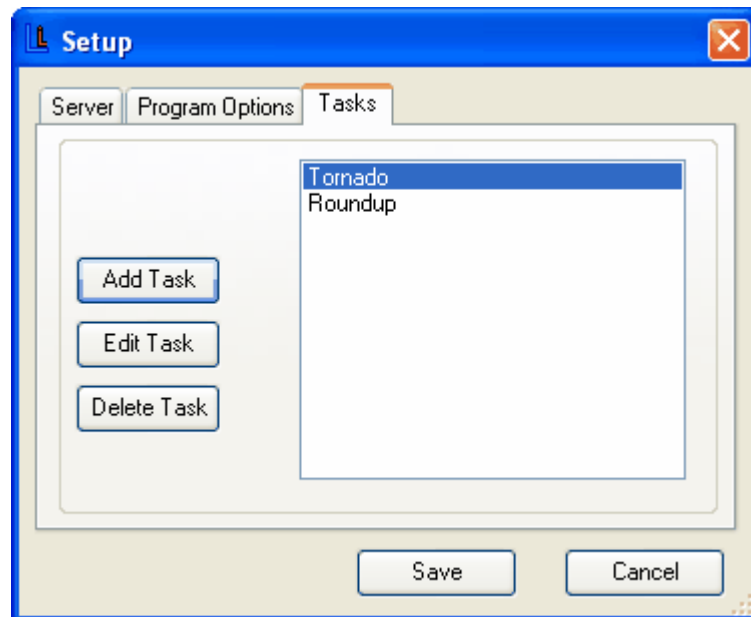 Setup
Server Program Options Tasks
Tornado
Roundup
Add Task
Edit Task
Delete Task
Save Cancel